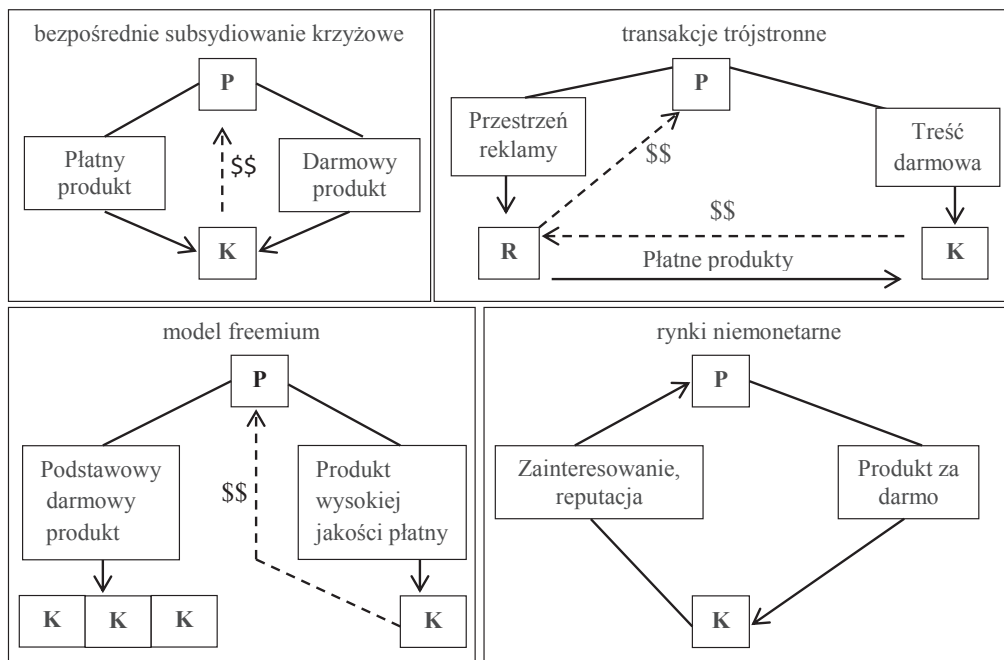 bezpośrednie subsydiowanie krzyżowe
P
Płatny
produkt
$$
Darmowy
produkt
K
transakcje trójstronne
P
Przestrzeń
reklamy
$$
Treść
darmowa
$$
R
Płatne produkty
K
model freemium
P
Podstawowy
darmowy
produkt
$$
Produkt
wysokiej
jakości płatny
K K K
K
rynki niemonetarne
P
Zainteresowanie,
reputacja
Produkt za
darmo
K